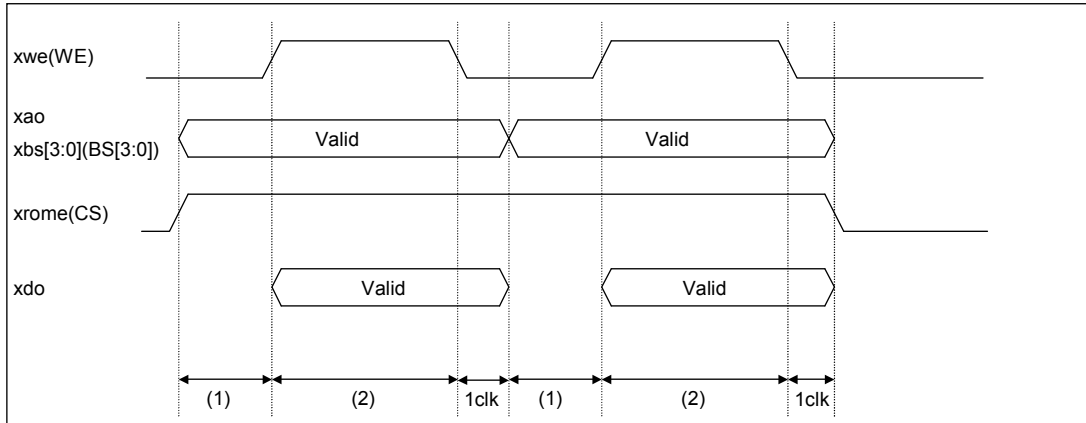 xwe(WE)
xao
xbs[3:0](BS[3:0])
Valid
Valid
xrome(CS)
xdo
Valid
Valid
(1)
(2)
1clk
(1)
(2)
1clk